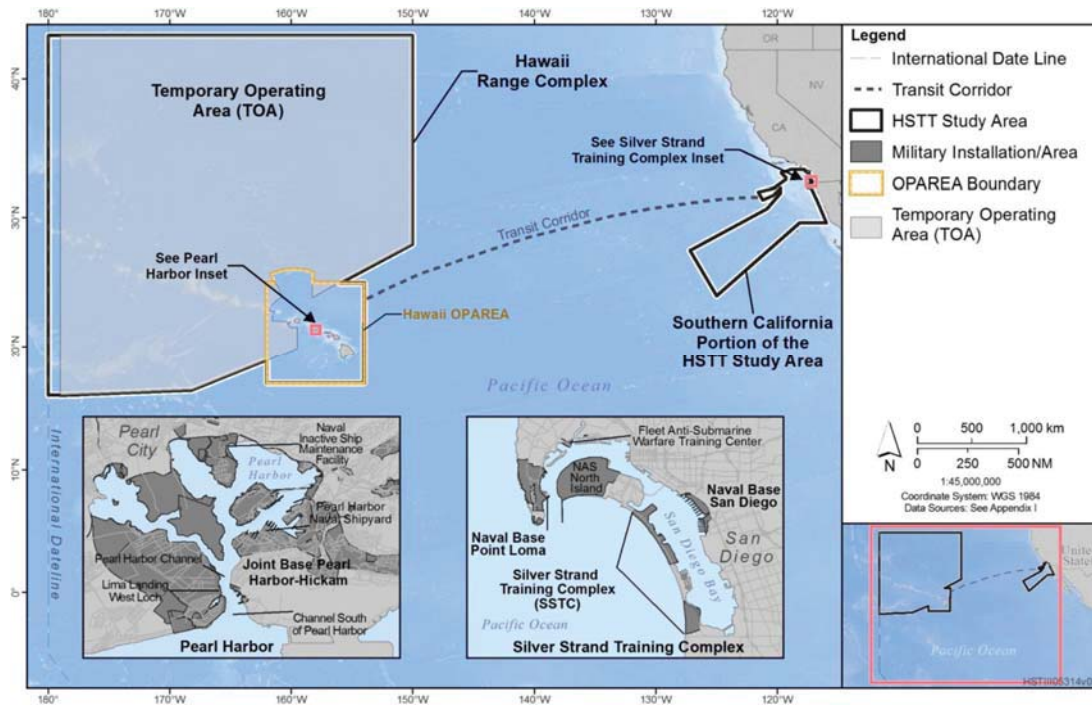 180°
170°W
160°W
150°W
140°W
130°W
120°W
40°N
30°N
20°N
10°N
0°
Temporary Operating
Area (TOA)
Hawaii
Range Complex
OR
NV
CA
See Silver Strand
Training Complex Inset
Transit Corridor
See Pearl
Harbor Inset
Hawaii OPAREA
Southern California
Portion of the
HSTT Study Area
Pacific Ocean
International Dateline
Pearl
City
Naval
Inactive Ship
Maintenance
Facility
Pearl
Harbor
Pearl Harbor
Naval Shipyard
Pearl Harbor Channel
Joint Base Pearl
Harbor-Hickam
Lima Landing
West Loch
Channel South
of Pearl Harbor
Pearl Harbor
Fleet Anti-Submarine
Warfare Training Center
NAS
North
Island
Naval Base
San Diego
Naval Base
Point Loma
San Diego Bay
San
Diego
Silver Strand
Training Complex
(SSTC)
Pacific Ocean
Silver Strand Training Complex
180°
170°W
160°W
150°W
140°W
130°W
120°W
Legend
International Date Line
Transit Corridor
HSTT Study Area
Military Installation/Area
OPAREA Boundary
Temporary Operating
Area (TOA)
N
0 500 1,000 km
0 250 500 NM
1:45,000,000
Coordinate System: WGS 1984
Data Sources: See Appendix I
United
States
Pacific Ocean
HSTIII05314v0